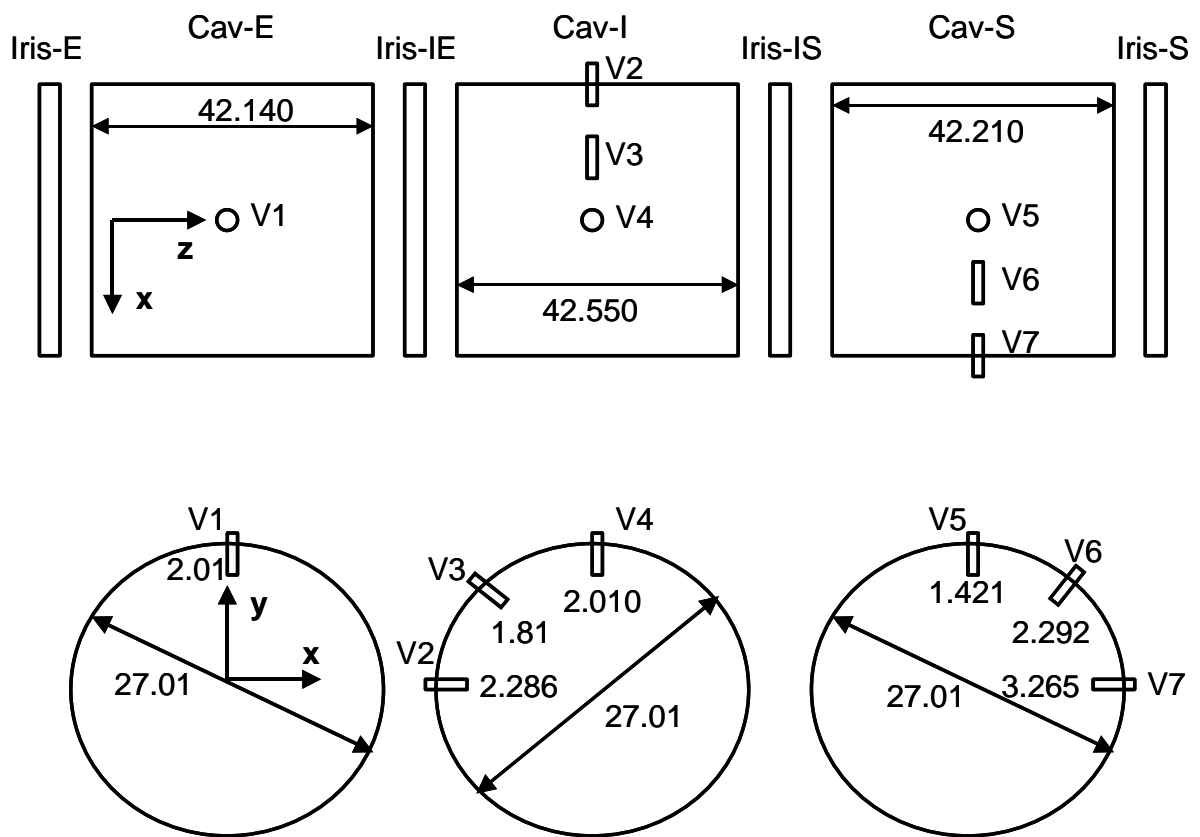 Cav-E
Cav-I
Cav-S
Iris-E
Iris-IE
Iris-IS
Iris-S
V2
42.140
42.210
V3
V1
V4
V5
z
V6
x
42.550
V7
V1
V4
V5
V3
V6
2.01
2.010
1.421
y
1.81
2.292
V2
x
2.286
3.265
V7
27.01
27.01
27.01